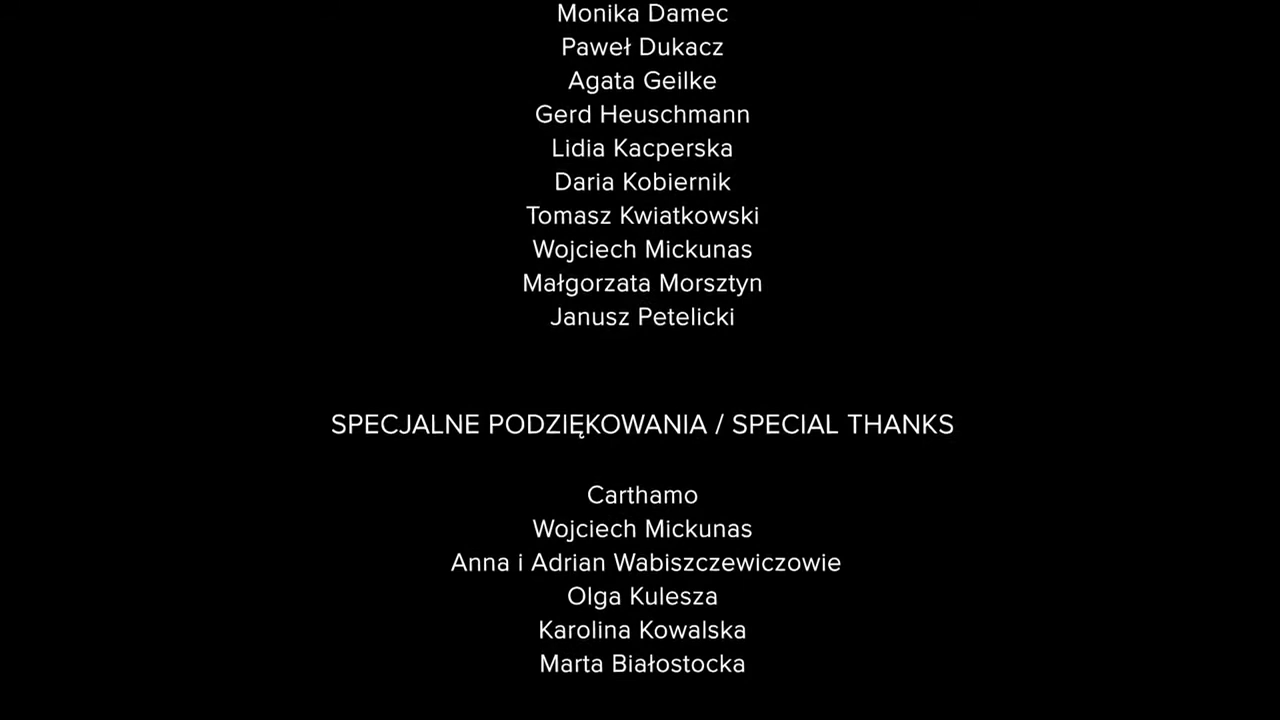 Monika Damec
Paweł Dukacz
Agata Geilke
Gerd Heuschmann
Lidia Kacperska
Daria Kobiernik
Tomasz Kwiatkowski
Wojciech Mickunas
Małgorzata Morsztyn
Janusz Petelicki
SPECJALNE PODZIĘKOWANIA / SPECIAL THANKS
Carthamo
Wojciech Mickunas
Anna i Adrian Wabiszczewiczowie
Olga Kulesza
Karolina Kowalska
Marta Białostocka